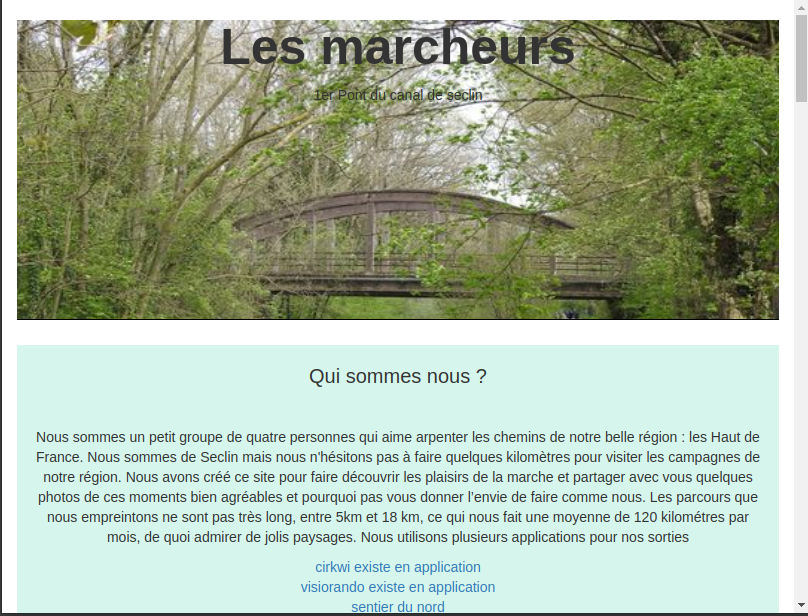 Les marcheurs
1er Pont du canal de seclin
Qui sommes nous ?
Nous sommes un petit groupe de quatre personnes qui aime arpenter les chemins de notre belle région : les Haut de
France. Nous sommes de Seclin mais nous n'hésitons pas à faire quelques kilomètres pour visiter les campagnes de
notre région. Nous avons créé ce site pour faire découvrir les plaisirs de la marche et partager avec vous quelques
photos de ces moments bien agréables et pourquoi pas vous donner l'envie de faire comme nous. Les parcours que
nous empreintons ne sont pas très long, entre 5km et 18 km, ce qui nous fait une moyenne de 120 kilométres par
mois, de quoi admirer de jolis paysages. Nous utilisons plusieurs applications pour nos sorties
cirkwi existe en application
visiorando existe en application
sentier du nord